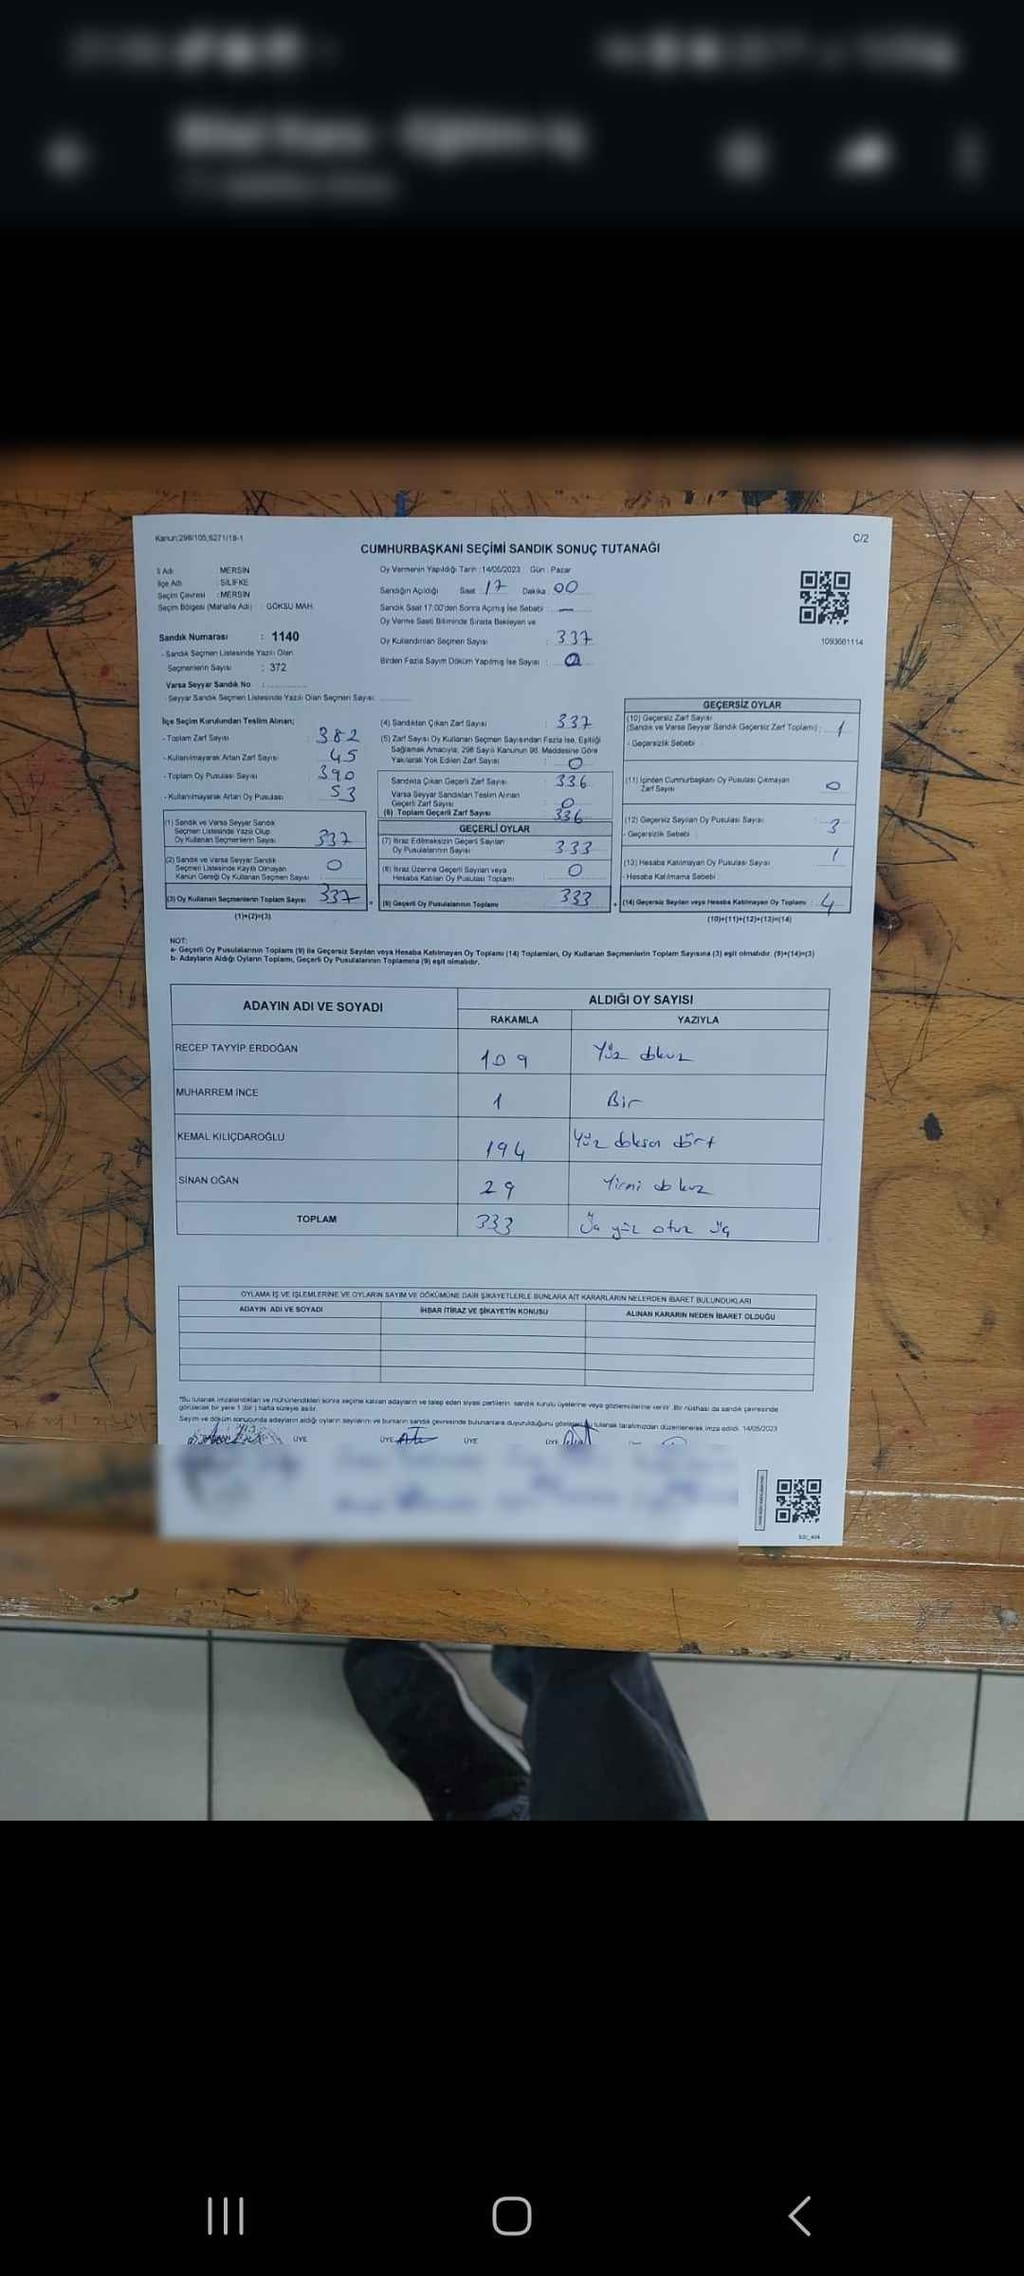 Kanun:298/105;6271/18-1
C/2
CUMHURBAŞKANI SEÇİMİ SANDIK SONUÇ TUTANAĞI
İl Adı MERSİN
İlçe Adı SİLİFKE
Seçim Çevresi : MERSİN
Seçim Bölgesi (Mahalle Adı) : GÖKSU MAH.
Oy Vermenin Yapıldığı Tarih : 14/05/2023 Gün : Pazar
Sandığın Açıldığı Saat : 17 Dakika : 00
Sandık Saat 17:00'den Sonra Açılmış İse Sebebi : —
Oy Verme Saati Bitiminde Sırada Bekleyen ve
Oy Kullandırılan Seçmen Sayısı : 337
Birden Fazla Sayım Döküm Yapılmış İse Sayısı :
1093661114
Sandık Numarası : 1140
- Sandık Seçmen Listesinde Yazılı Olan
Seçmenlerin Sayısı : 372
Varsa Seyyar Sandık No :
- Seyyar Sandık Seçmen Listesinde Yazılı Olan Seçmen Sayısı:
İlçe Seçim Kurulundan Teslim Alınan;
- Toplam Zarf Sayısı 382
- Kullanılmayarak Artan Zarf Sayısı 45
- Toplam Oy Pusulası Sayısı 390
- Kullanılmayarak Artan Oy Pusulası 53
(1) Sandık ve Varsa Seyyar Sandık
Seçmen Listesinde Yazılı Olup
Oy Kullanan Seçmenlerin Sayısı 337
(2) Sandık ve Varsa Seyyar Sandık
Seçmen Listesinde Kayıtlı Olmayan
Kanun Gereği Oy Kullanan Seçmen Sayısı 0
(3) Oy Kullanan Seçmenlerin Toplam Sayısı 337
(1)+(2)=(3)
(4) Sandıktan Çıkan Zarf Sayısı : 337
(5) Zarf Sayısı Oy Kullanan Seçmen Sayısından Fazla İse, Eşitliği
Sağlamak Amacıyla, 298 Sayılı Kanunun 98. Maddesine Göre
Yakılarak Yok Edilen Zarf Sayısı : 0
Sandıkta Çıkan Geçerli Zarf Sayısı : 336
Varsa Seyyar Sandıktan Teslim Alınan
Geçerli Zarf Sayısı : 0
(6) Toplam Geçerli Zarf Sayısı 336
GEÇERLİ OYLAR
(7) İtiraz Edilmeksizin Geçerli Sayılan
Oy Pusulalarının Sayısı 333
(8) İtiraz Üzerine Geçerli Sayılan veya
Hesaba Katılan Oy Pusulası Toplamı 0
(9) Geçerli Oy Pusulalarının Toplamı 333
GEÇERSİZ OYLAR
(10) Geçersiz Zarf Sayısı
(Sandık ve Varsa Seyyar Sandık Geçersiz Zarf Toplamı) : 1
- Geçersizlik Sebebi
(11) İçinden Cumhurbaşkanı Oy Pusulası Çıkmayan
Zarf Sayısı 0
(12) Geçersiz Sayılan Oy Pusulası Sayısı : 3
- Geçersizlik Sebebi
(13) Hesaba Katılmayan Oy Pusulası Sayısı 1
- Hesaba Katılmama Sebebi
(14) Geçersiz Sayılan veya Hesaba Katılmayan Oy Toplamı : 4
(10)+(11)+(12)+(13)=(14)
NOT:
a- Geçerli Oy Pusulalarının Toplamı (9) ile Geçersiz Sayılan veya Hesaba Katılmayan Oy Toplamı (14) Toplamları, Oy Kullanan Seçmenlerin Toplam Sayısına (3) eşit olmalıdır. (9)+(14)=(3)
b- Adayların Aldığı Oyların Toplamı, Geçerli Oy Pusulalarının Toplamına (9) eşit olmalıdır.
ADAYIN ADI VE SOYADI ALDIĞI OY SAYISI
RAKAMLA YAZIYLA
RECEP TAYYİP ERDOĞAN 109 Yüz dokuz
MUHARREM İNCE 1 Bir
KEMAL KILIÇDAROĞLU 194 Yüz doksan dört
SİNAN OĞAN 29 Yirmi dokuz
TOPLAM 333 Üç yüz otuz üç
OYLAMA İŞ VE İŞLEMLERİNE VE OYLARIN SAYIM VE DÖKÜMÜNE DAİR ŞİKAYETLERLE BUNLARA AİT KARARLARIN NELERDEN İBARET BULUNDUKLARI
ADAYIN ADI VE SOYADI İHBAR İTİRAZ VE ŞİKAYETİN KONUSU ALINAN KARARIN NEDEN İBARET OLDUĞU
*Bu tutanak imzalandıktan ve mühürlendikten sonra seçime katılan adayların ve talep eden siyasi partilerin sandık kurulu üyelerine veya gözlemcilerine verilir. Bir nüshası da sandık çevresinde
görülecek bir yere 1 (bir) hafta süreyle asılır.
Sayım ve döküm sonucunda adayların aldığı oyların sayılarını ve bunların sandık çevresinde bulunanlara duyurulduğunu gösteren bu tutanak tarafımızdan düzenlenerek imza edildi. 14/05/2023
ÜYE ÜYE ÜYE ÜYE